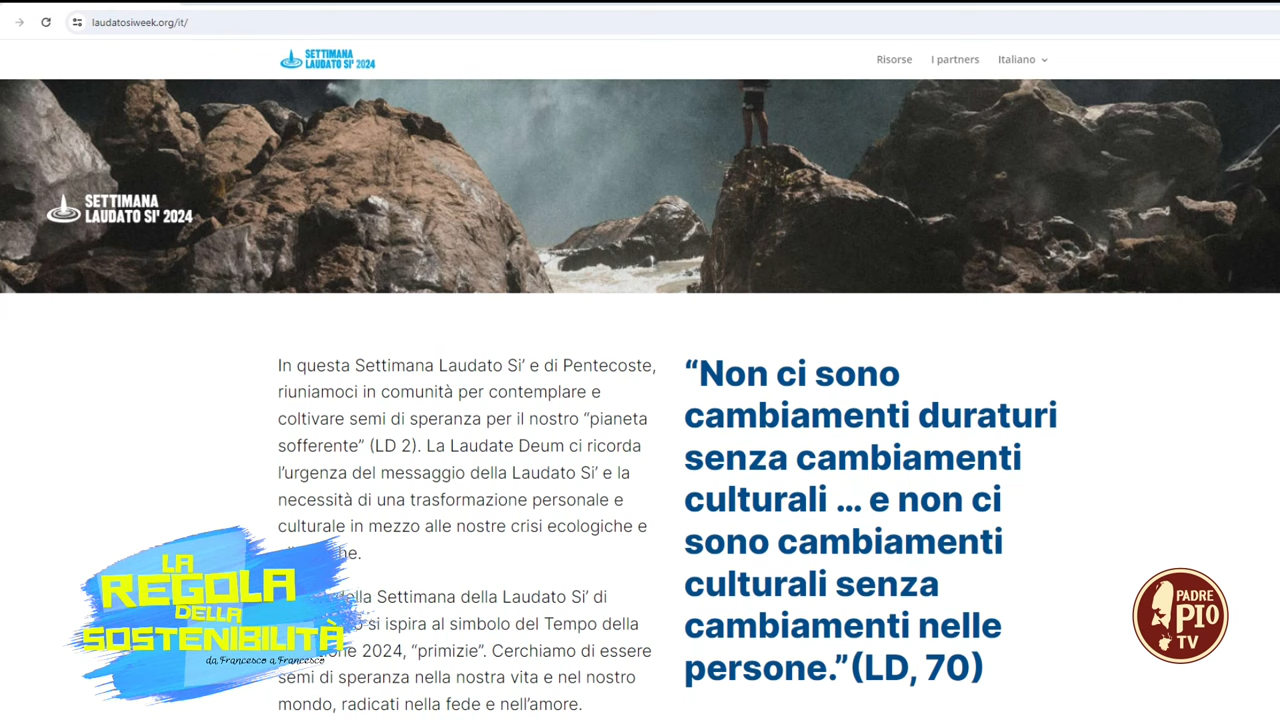 laudatosiweek.org/it/
SETTIMANA
LAUDATO SI' 2024
Risorse
I partners
Italiano
SETTIMANA
LAUDATO SI' 2024
In questa Settimana Laudato Si’ e di Pentecoste,
riuniamoci in comunità per contemplare e
coltivare semi di speranza per il nostro “pianeta
sofferente” (LD 2). La Laudate Deum ci ricorda
l’urgenza del messaggio della Laudato Si’ e la
necessità di una trasformazione personale e
culturale in mezzo alle nostre crisi ecologiche e
della Settimana della Laudato Si’ di
si ispira al simbolo del Tempo della
2024, “primizie”. Cerchiamo di essere
semi di speranza nella nostra vita e nel nostro
mondo, radicati nella fede e nell’amore.
“Non ci sono
cambiamenti duraturi
senza cambiamenti
culturali ... e non ci
sono cambiamenti
culturali senza
cambiamenti nelle
persone.”(LD, 70)
LA
REGOLA
DELLA
SOSTENIBILITÀ
da Francesco a Francesco
PADRE
PIO
TV